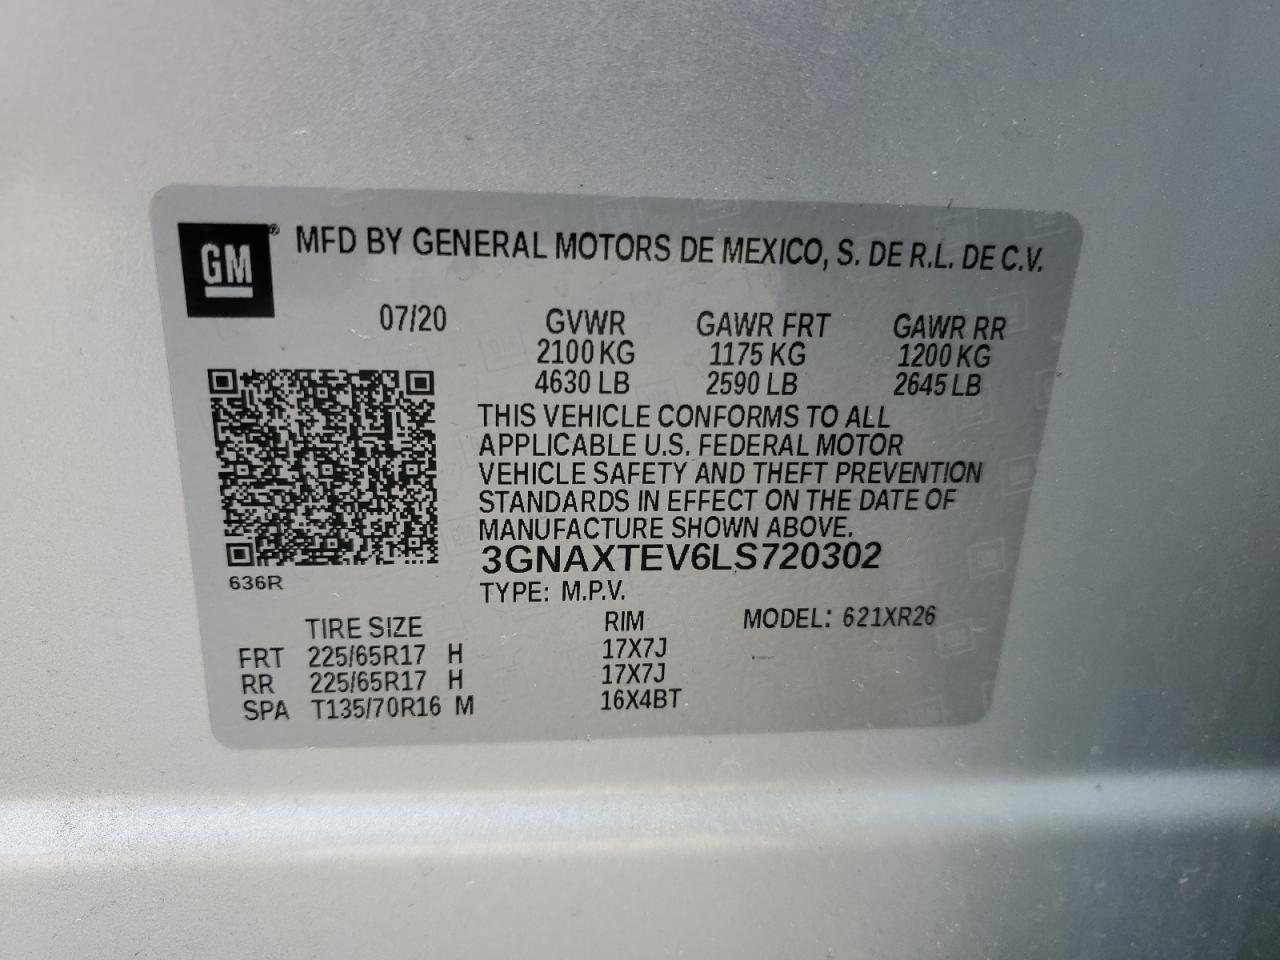 GM® MFD BY GENERAL MOTORS DE MEXICO, S. DE R.L. DE C.V.
07/20 GVWR GAWR FRT GAWR RR
2100 KG 1175 KG 1200 KG
4630 LB 2590 LB 2645 LB
THIS VEHICLE CONFORMS TO ALL
APPLICABLE U.S. FEDERAL MOTOR
VEHICLE SAFETY AND THEFT PREVENTION
STANDARDS IN EFFECT ON THE DATE OF
MANUFACTURE SHOWN ABOVE.
3GNAXTEV6LS720302
636R
TYPE: M.P.V.
TIRE SIZE RIM MODEL: 621XR26
FRT 225/65R17 H 17X7J
RR 225/65R17 H 17X7J
SPA T135/70R16 M 16X4BT